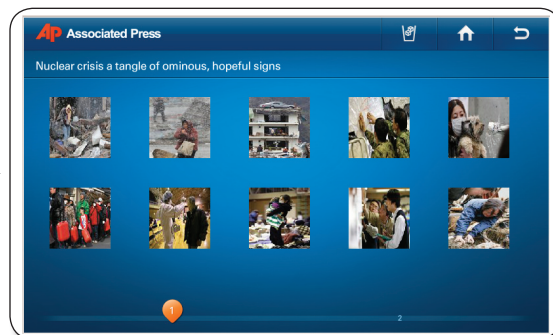 AP Associated Press
Nuclear crisis a tangle of ominous, hopeful signs
1
2